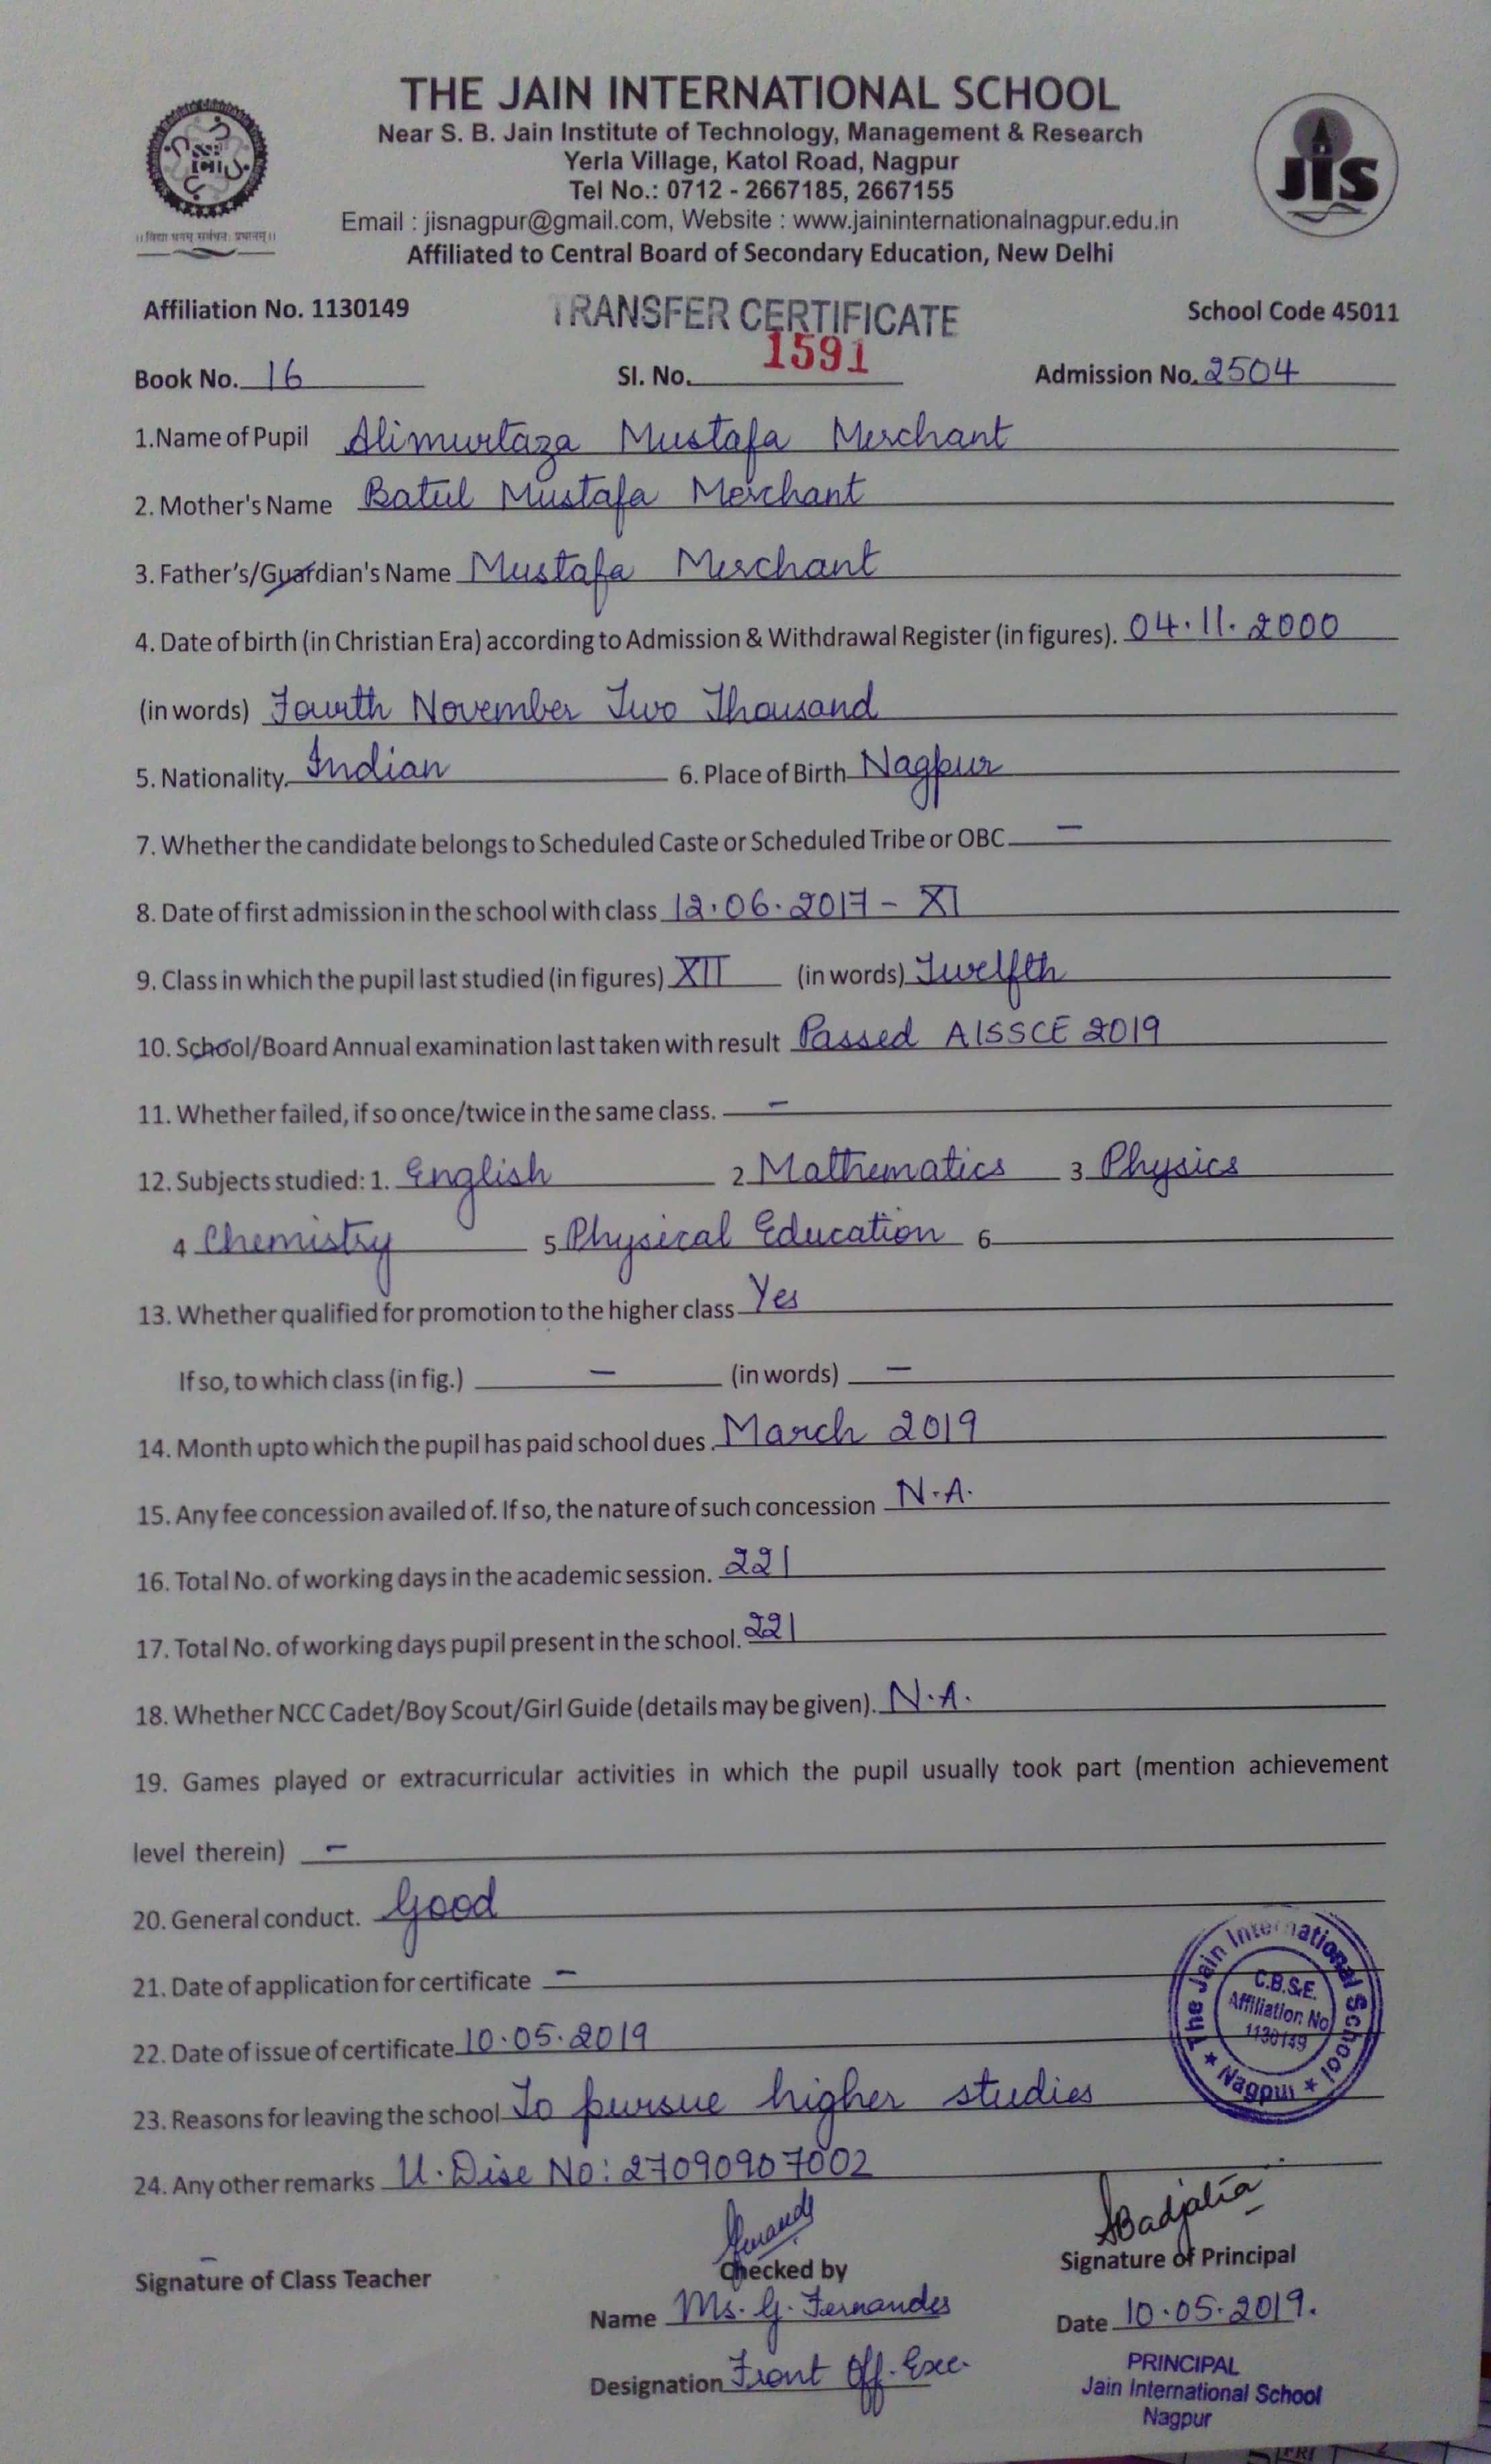 THE JAIN INTERNATIONAL SCHOOL
Near S. B. Jain Institute of Technology, Management & Research
Yerla Village, Katol Road, Nagpur
Tel No.: 0712 - 2667185, 2667155
Email : jisnagpur@gmail.com, Website : www.jaininternationalnagpur.edu.in
Affiliated to Central Board of Secondary Education, New Delhi
JIS
Affiliation No. 1130149 TRANSFER CERTIFICATE School Code 45011
Book No. 16 Sl. No. 1591 Admission No. 2504
1.Name of Pupil Alimurtaza Mustafa Merchant
2. Mother's Name Batul Mustafa Merchant
3. Father's/Guardian's Name Mustafa Merchant
4. Date of birth (in Christian Era) according to Admission & Withdrawal Register (in figures). 04.11.2000
(in words) Fourth November Two Thousand
5. Nationality. Indian 6. Place of Birth Nagpur
7. Whether the candidate belongs to Scheduled Caste or Scheduled Tribe or OBC -
8. Date of first admission in the school with class 12.06.2017 - XI
9. Class in which the pupil last studied (in figures) XII (in words) Twelfth
10. School/Board Annual examination last taken with result Passed AISSCE 2019
11. Whether failed, if so once/twice in the same class. -
12. Subjects studied: 1. English 2 Mathematics 3 Physics
4 Chemistry 5 Physical Education 6
13. Whether qualified for promotion to the higher class Yes
If so, to which class (in fig.) - (in words) -
14. Month upto which the pupil has paid school dues. March 2019
15. Any fee concession availed of. If so, the nature of such concession N.A.
16. Total No. of working days in the academic session. 221
17. Total No. of working days pupil present in the school. 221
18. Whether NCC Cadet/Boy Scout/Girl Guide (details may be given). N.A.
19. Games played or extracurricular activities in which the pupil usually took part (mention achievement
level therein) -
20. General conduct. Good
21. Date of application for certificate -
22. Date of issue of certificate 10.05.2019
23. Reasons for leaving the school To pursue higher studies
24. Any other remarks U.Dise No: 27090907002
The Jain International School
★ Nagpur ★
C.B.S.E.
Affiliation No
1130149
Signature of Class Teacher Checked by Signature of Principal
Name Ms. G. Fernandes Date 10.05.2019.
Designation Front Off. Exec.
PRINCIPAL
Jain International School
Nagpur